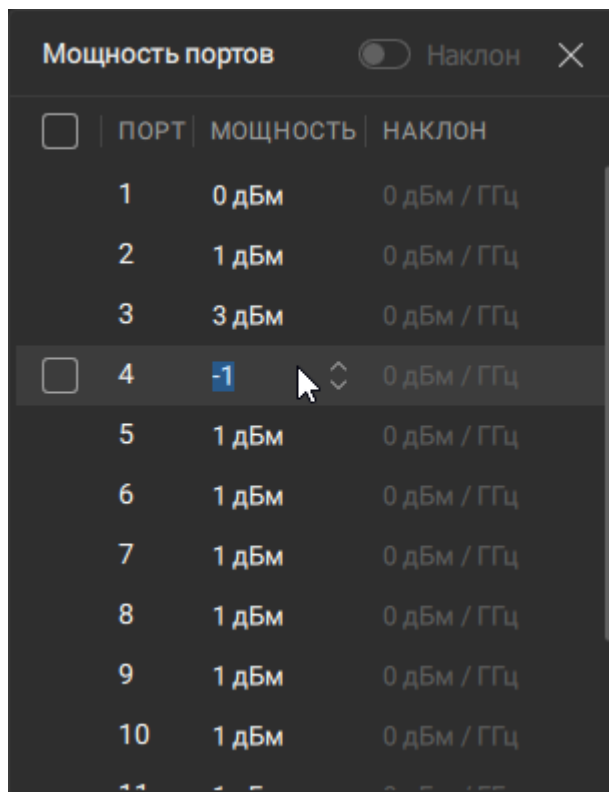 Мощность портов Наклон
ПОРТ МОЩНОСТЬ НАКЛОН
1 0 дБм 0 дБм / ГГц
2 1 дБм 0 дБм / ГГц
3 3 дБм 0 дБм / ГГц
4 -1 0 дБм / ГГц
5 1 дБм 0 дБм / ГГц
6 1 дБм 0 дБм / ГГц
7 1 дБм 0 дБм / ГГц
8 1 дБм 0 дБм / ГГц
9 1 дБм 0 дБм / ГГц
10 1 дБм 0 дБм / ГГц